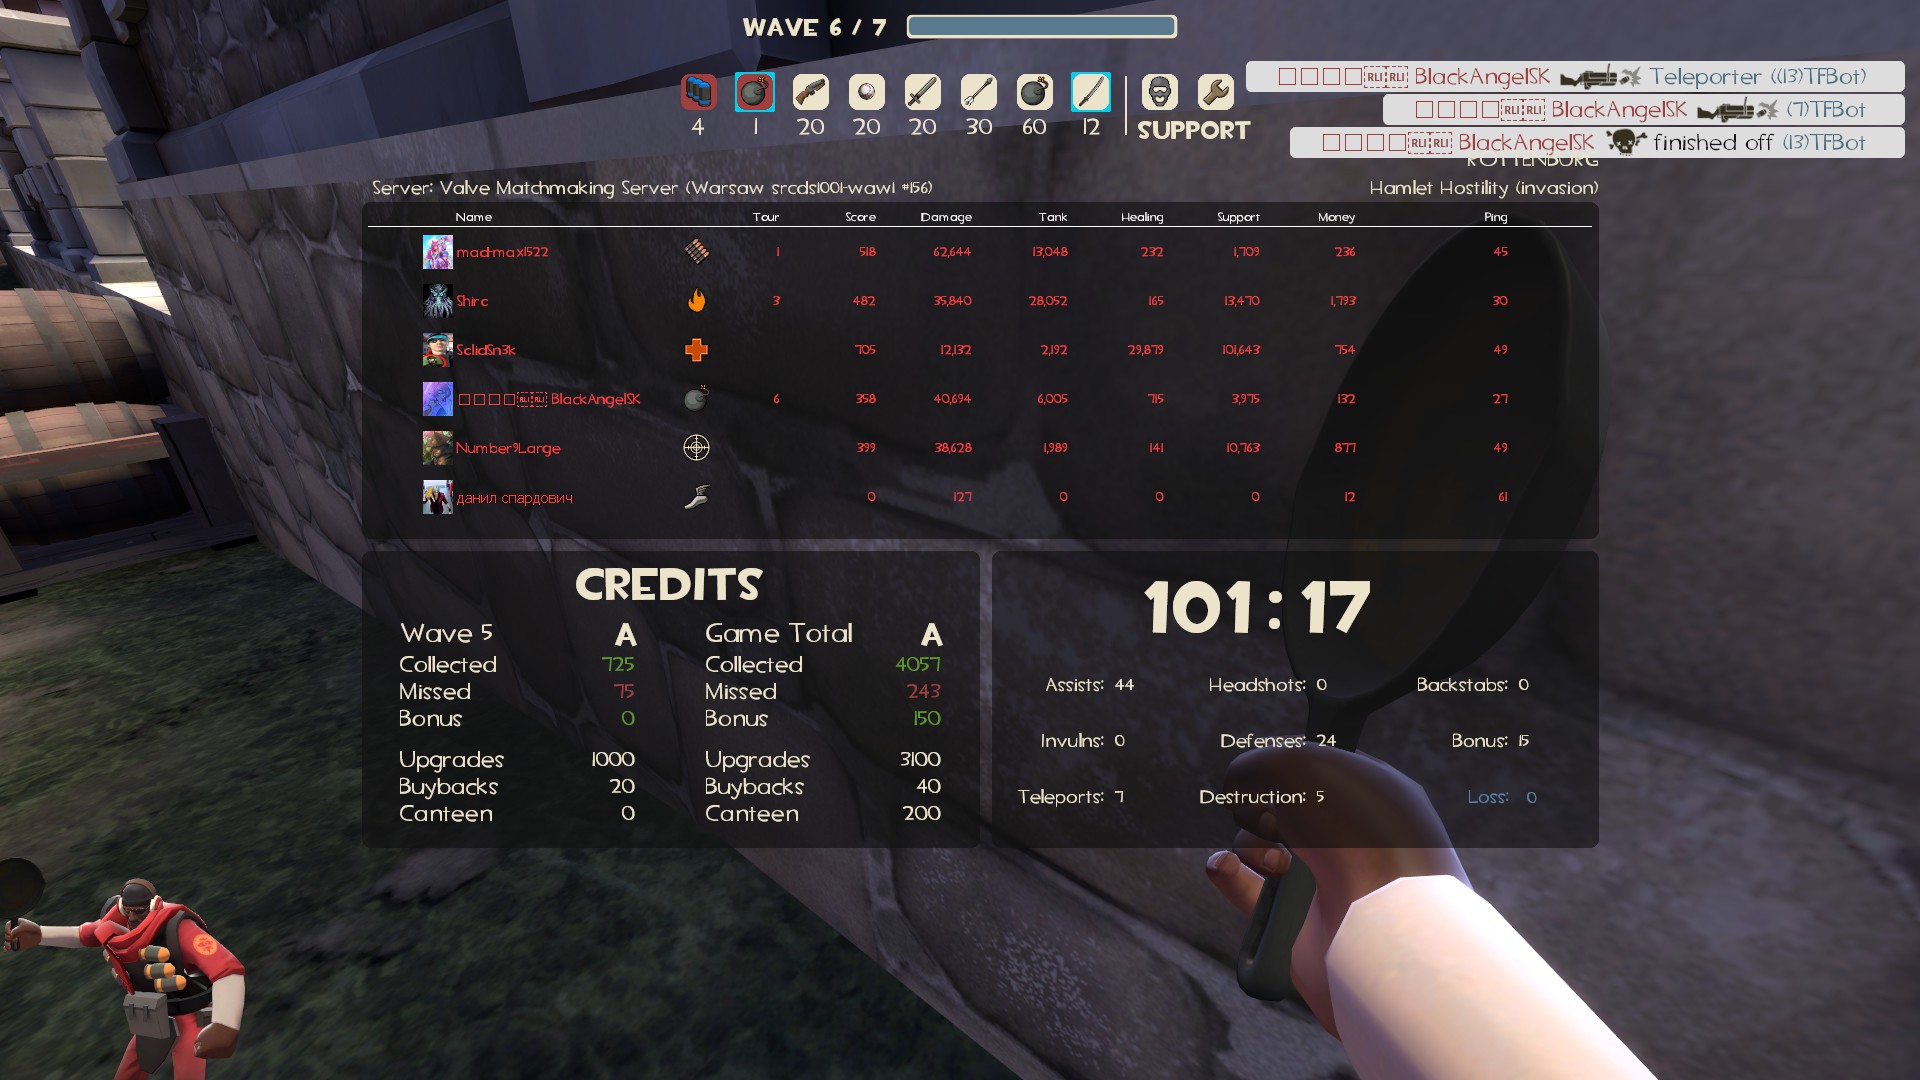 WAVE 6 / 7
4 1 20 20 20 30 60 12 SUPPORT
BlackAngelSK Teleporter ((13)TFBot)
BlackAngelSK (7)TFBot
BlackAngelSK finished off (13)TFBot
ROTTENBURG
Server: Valve Matchmaking Server (Warsaw srcds1001-waw1 #156) Hamlet Hostility (invasion)
Name Tour Score Damage Tank Healing Support Money Ping
mad-max1522 1 518 62,644 13,048 232 1,709 236 45
Shirc 3 482 35,840 28,052 165 13,470 1,793 30
SolidSn3k 705 12,132 2,192 29,879 101,643 754 49
BlackAngelSK 6 358 40,694 6,005 715 3,975 132 27
Number9Large 399 38,628 1,989 141 10,763 877 49
данил спардович 0 127 0 0 0 12 61
CREDITS
Wave 5 A Game Total A
Collected 725 Collected 4057
Missed 75 Missed 243
Bonus 0 Bonus 150
Upgrades 1000 Upgrades 3100
Buybacks 20 Buybacks 40
Canteen 0 Canteen 200
101:17
Assists: 44 Headshots: 0 Backstabs: 0
Invulns: 0 Defenses: 24 Bonus: 15
Teleports: 7 Destruction: 5 Loss: 0